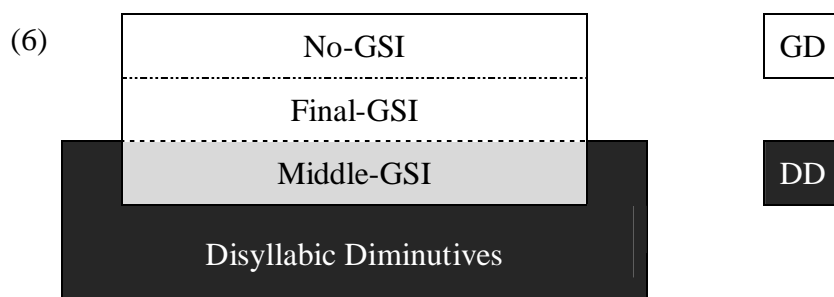 (6) No-GSI GD
Final-GSI
Middle-GSI DD
Disyllabic Diminutives